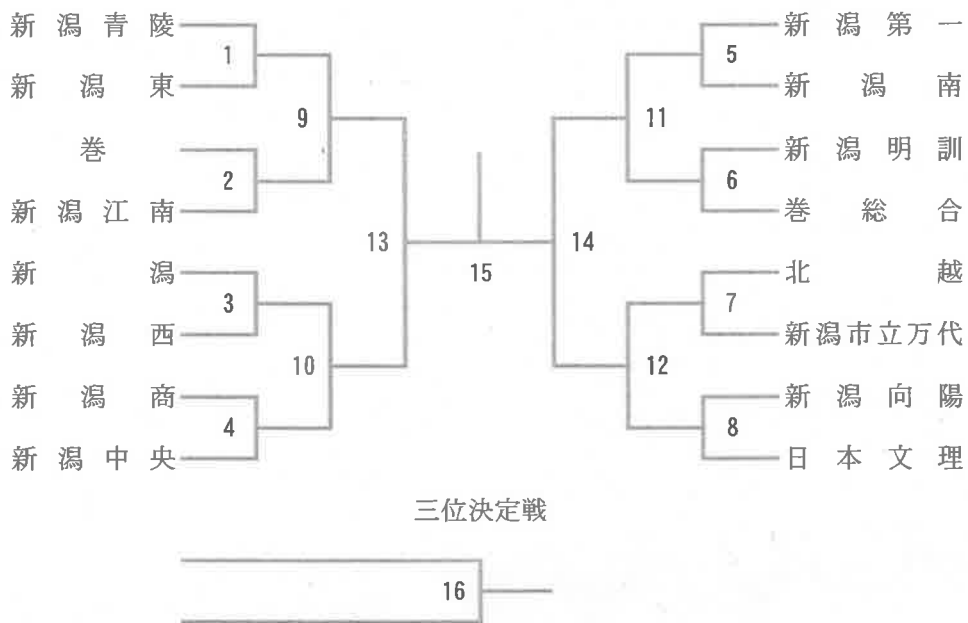 新潟青陵
新潟第一
1
5
新潟東
新潟南
9
11
巻
新潟明訓
2
6
新潟江南
巻総合
13
14
15
新潟
北越
3
7
新潟西
新潟市立万代
10
12
新潟商
新潟向陽
4
8
新潟中央
日本文理
三位決定戦
16